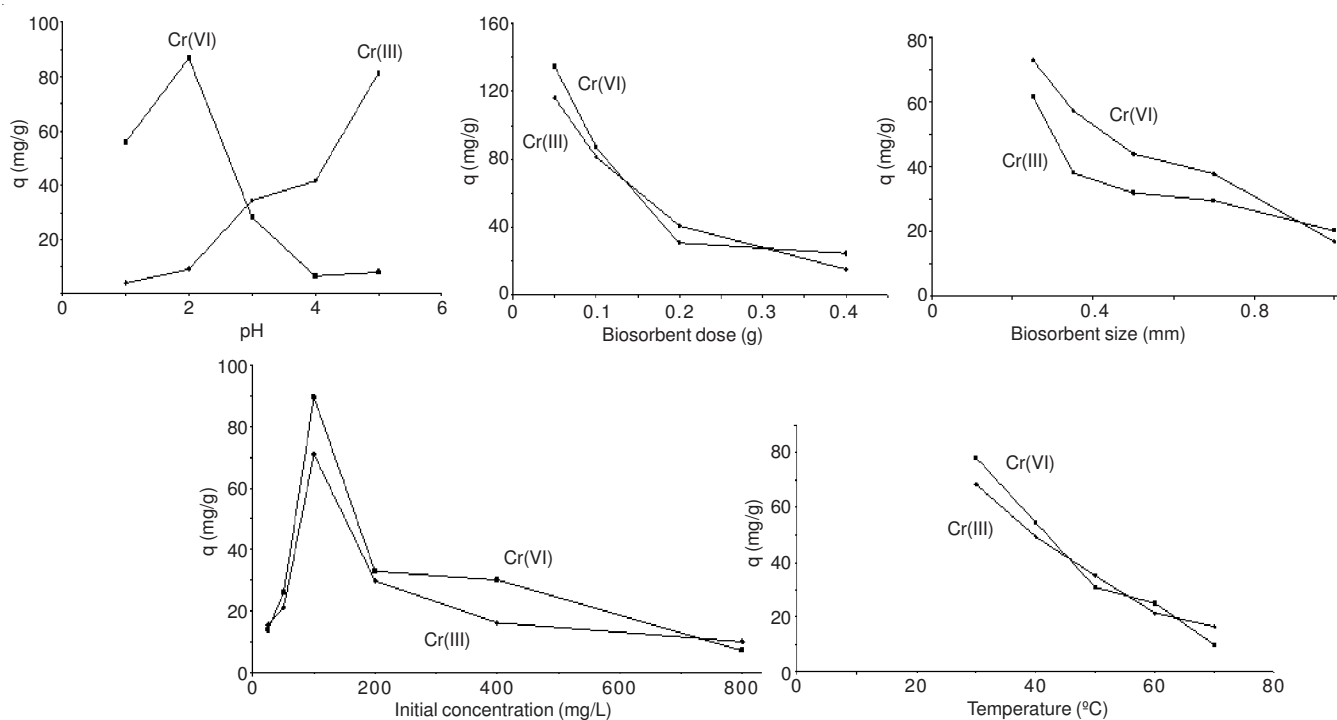 100
80
60
40
20
0
2
4
6
q (mg/g)
pH
Cr(VI)
Cr(III)
160
120
80
40
0
0
0.1
0.2
0.3
0.4
q (mg/g)
Biosorbent dose (g)
Cr(VI)
Cr(III)
80
60
40
20
0
0.4
0.8
q (mg/g)
Biosorbent size (mm)
Cr(VI)
Cr(III)
100
80
60
40
20
0
0
200
400
600
800
q (mg/g)
Initial concentration (mg/L)
Cr(VI)
Cr(III)
80
60
40
20
0
0
20
40
60
80
q (mg/g)
Temperature (ºC)
Cr(VI)
Cr(III)